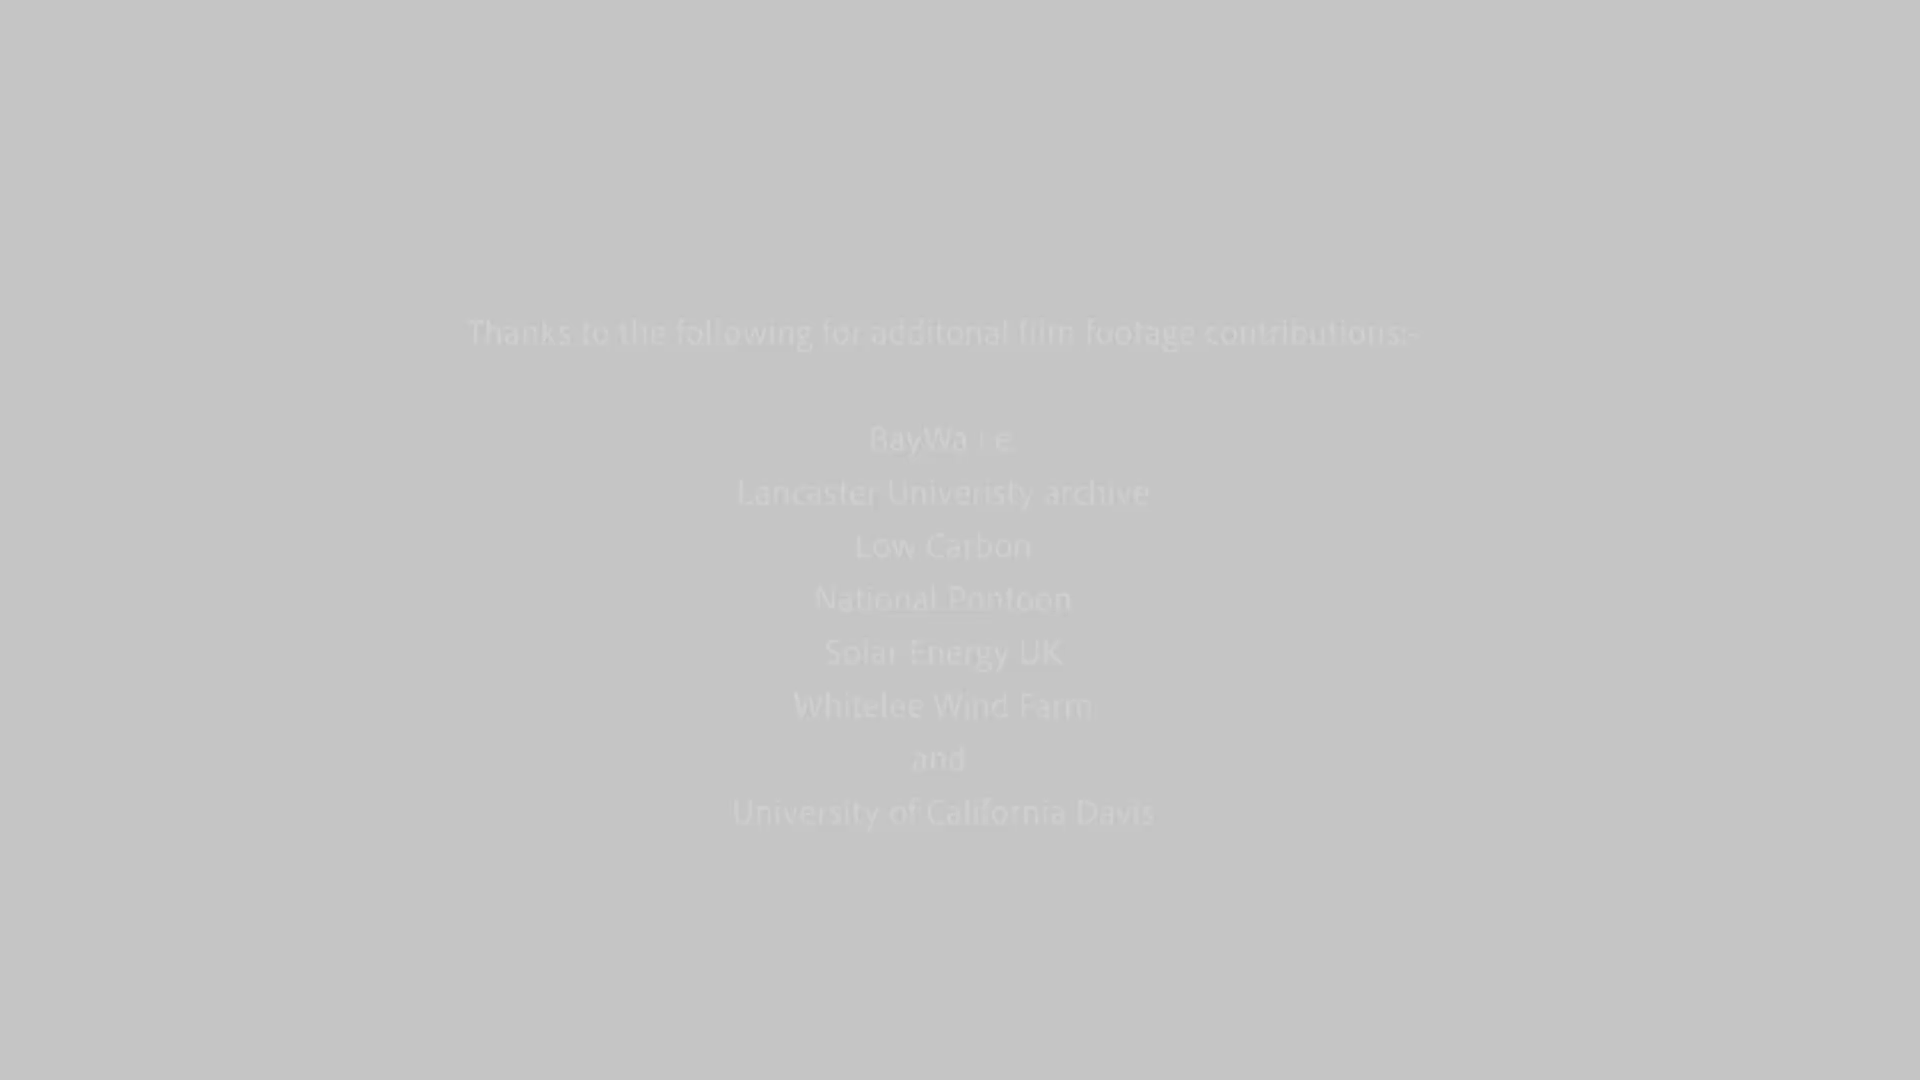 Thanks to the following for additonal film footage contributions:-
BayWa r.e.
Lancaster Univeristy archive
Low Carbon
National Pontoon
Solar Energy UK
Whitelee Wind Farm
and
University of California Davis